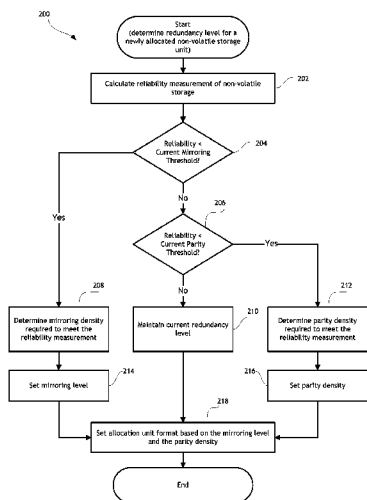 200
Start
(determine redundancy level for a
newly allocated non-volatile storage
unit)
202
Calculate reliability measurement of non-volatile
storage
204
Reliability <
Current Mirroring
Threshold?
Yes
No
206
Reliability <
Current Parity
Threshold?
Yes
No
208
Determine mirroring density
required to meet the
reliability measurement
210
Maintain current redundancy
level
212
Determine parity density
required to meet the
reliability measurement
214
Set mirroring level
216
Set parity density
218
Set allocation unit format based on the mirroring level
and the parity density
End